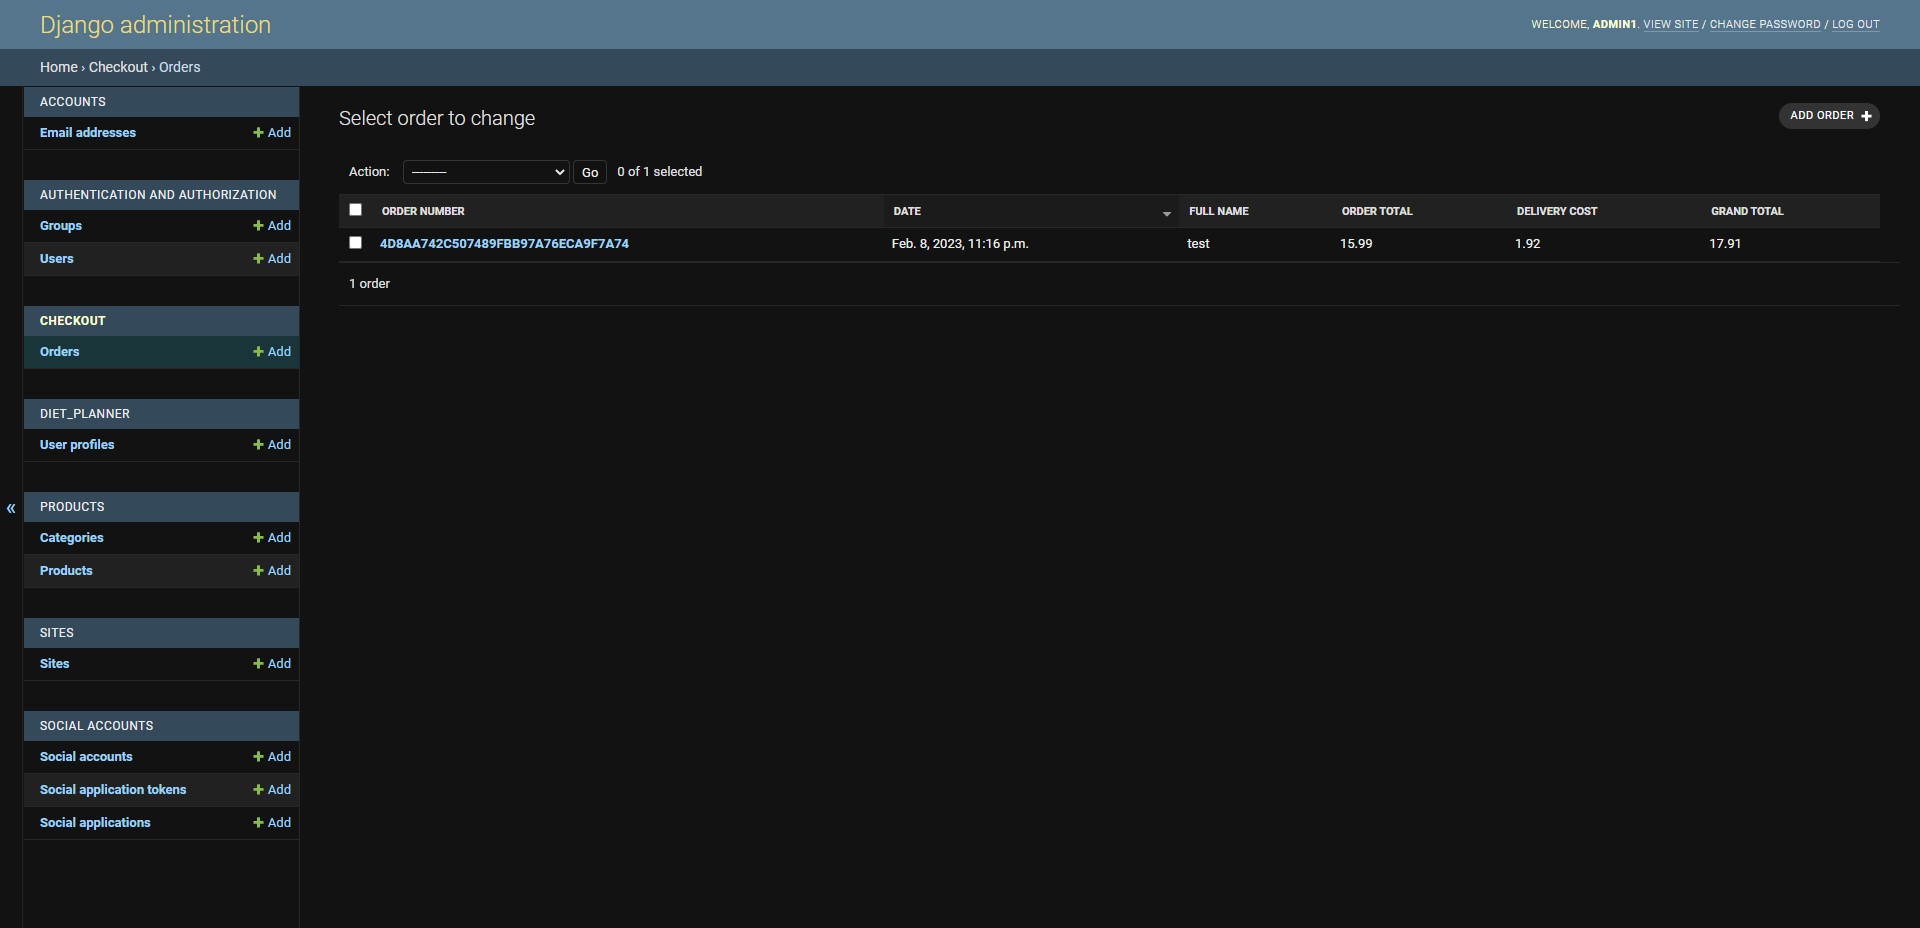 Django administration
WELCOME, ADMIN1. VIEW SITE / CHANGE PASSWORD / LOG OUT
Home › Checkout › Orders
ACCOUNTS
Email addresses + Add
AUTHENTICATION AND AUTHORIZATION
Groups + Add
Users + Add
CHECKOUT
Orders + Add
DIET_PLANNER
User profiles + Add
PRODUCTS
Categories + Add
Products + Add
SITES
Sites + Add
SOCIAL ACCOUNTS
Social accounts + Add
Social application tokens + Add
Social applications + Add
«
Select order to change
ADD ORDER +
Action: --------- Go 0 of 1 selected
ORDER NUMBER DATE FULL NAME ORDER TOTAL DELIVERY COST GRAND TOTAL
4D8AA742C507489FBB97A76ECA9F7A74 Feb. 8, 2023, 11:16 p.m. test 15.99 1.92 17.91
1 order